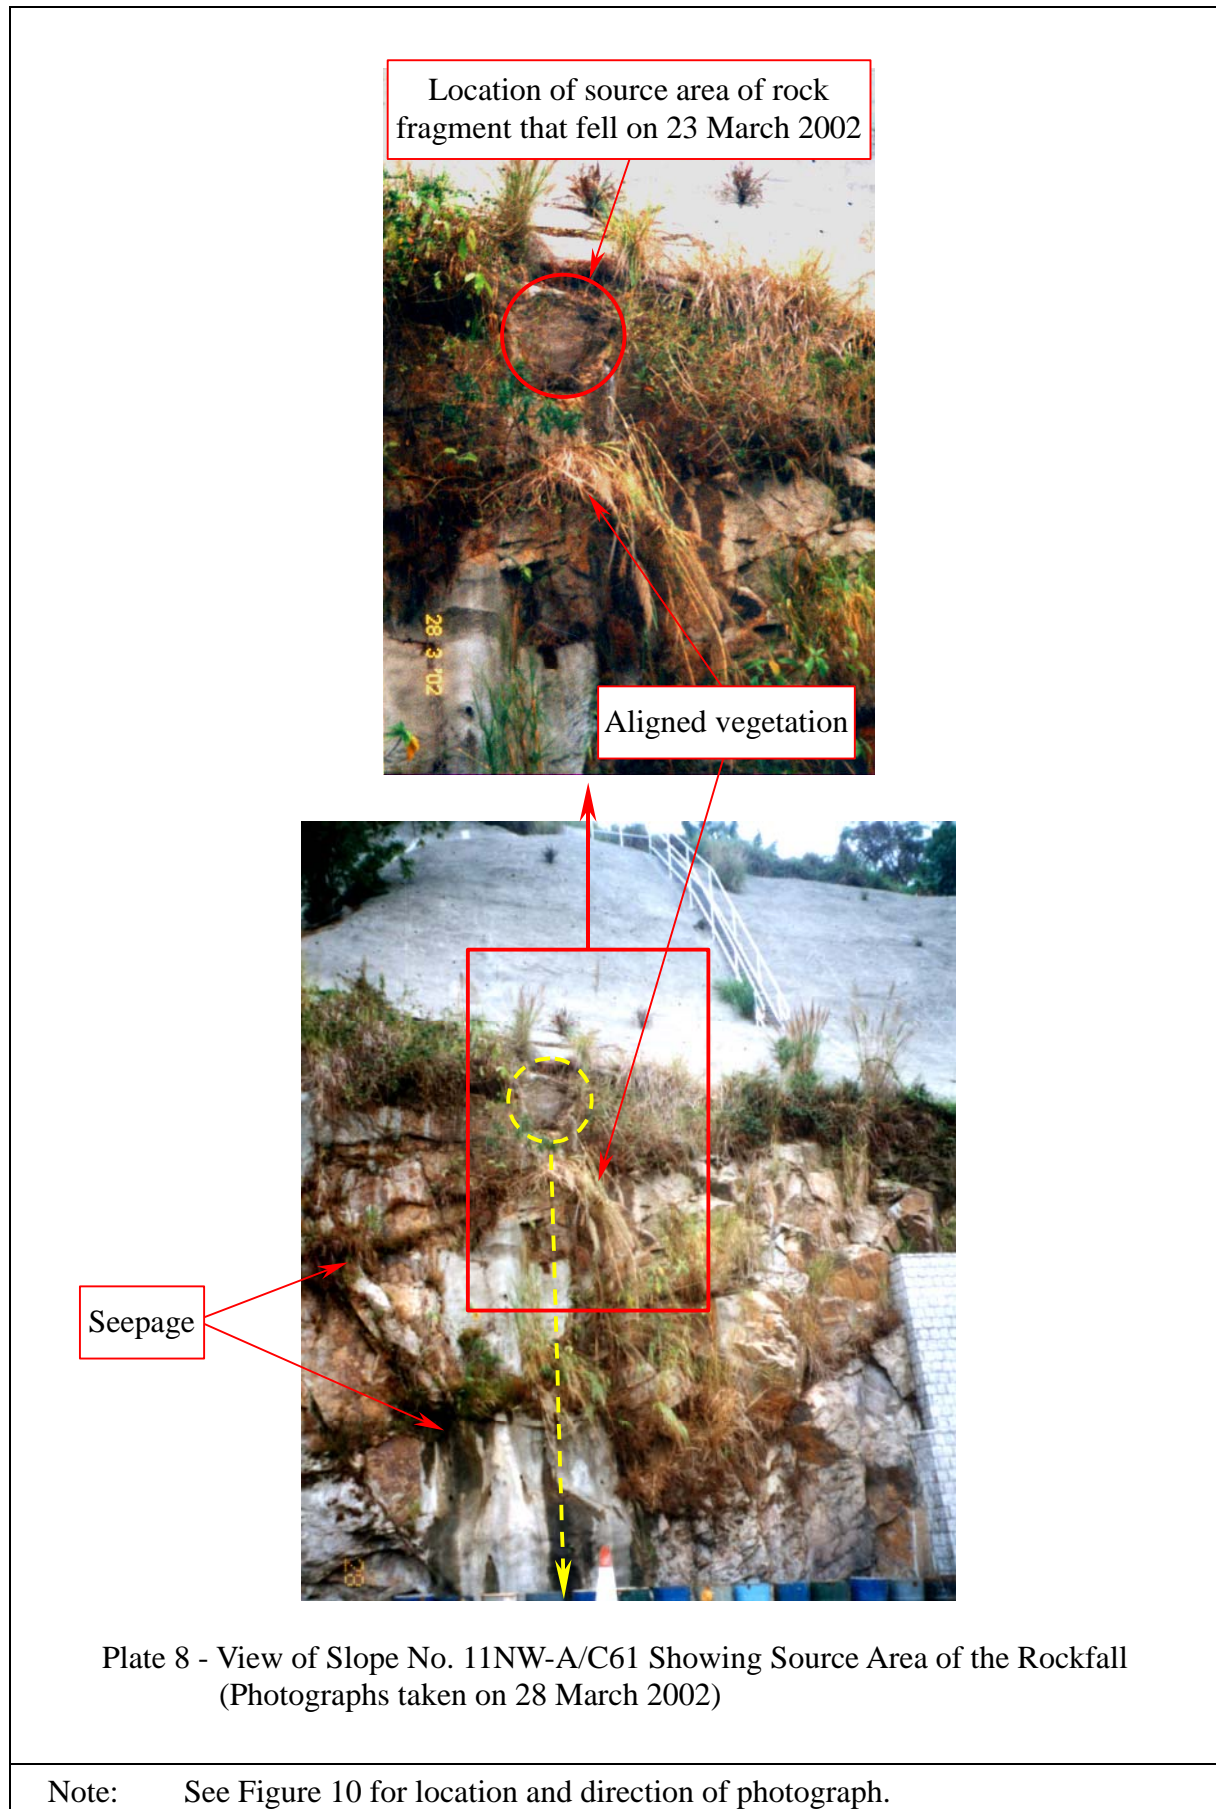 Location of source area of rock
fragment that fell on 23 March 2002
28 3 '02
Aligned vegetation
Seepage
28
Plate 8 - View of Slope No. 11NW-A/C61 Showing Source Area of the Rockfall
(Photographs taken on 28 March 2002)
Note: See Figure 10 for location and direction of photograph.